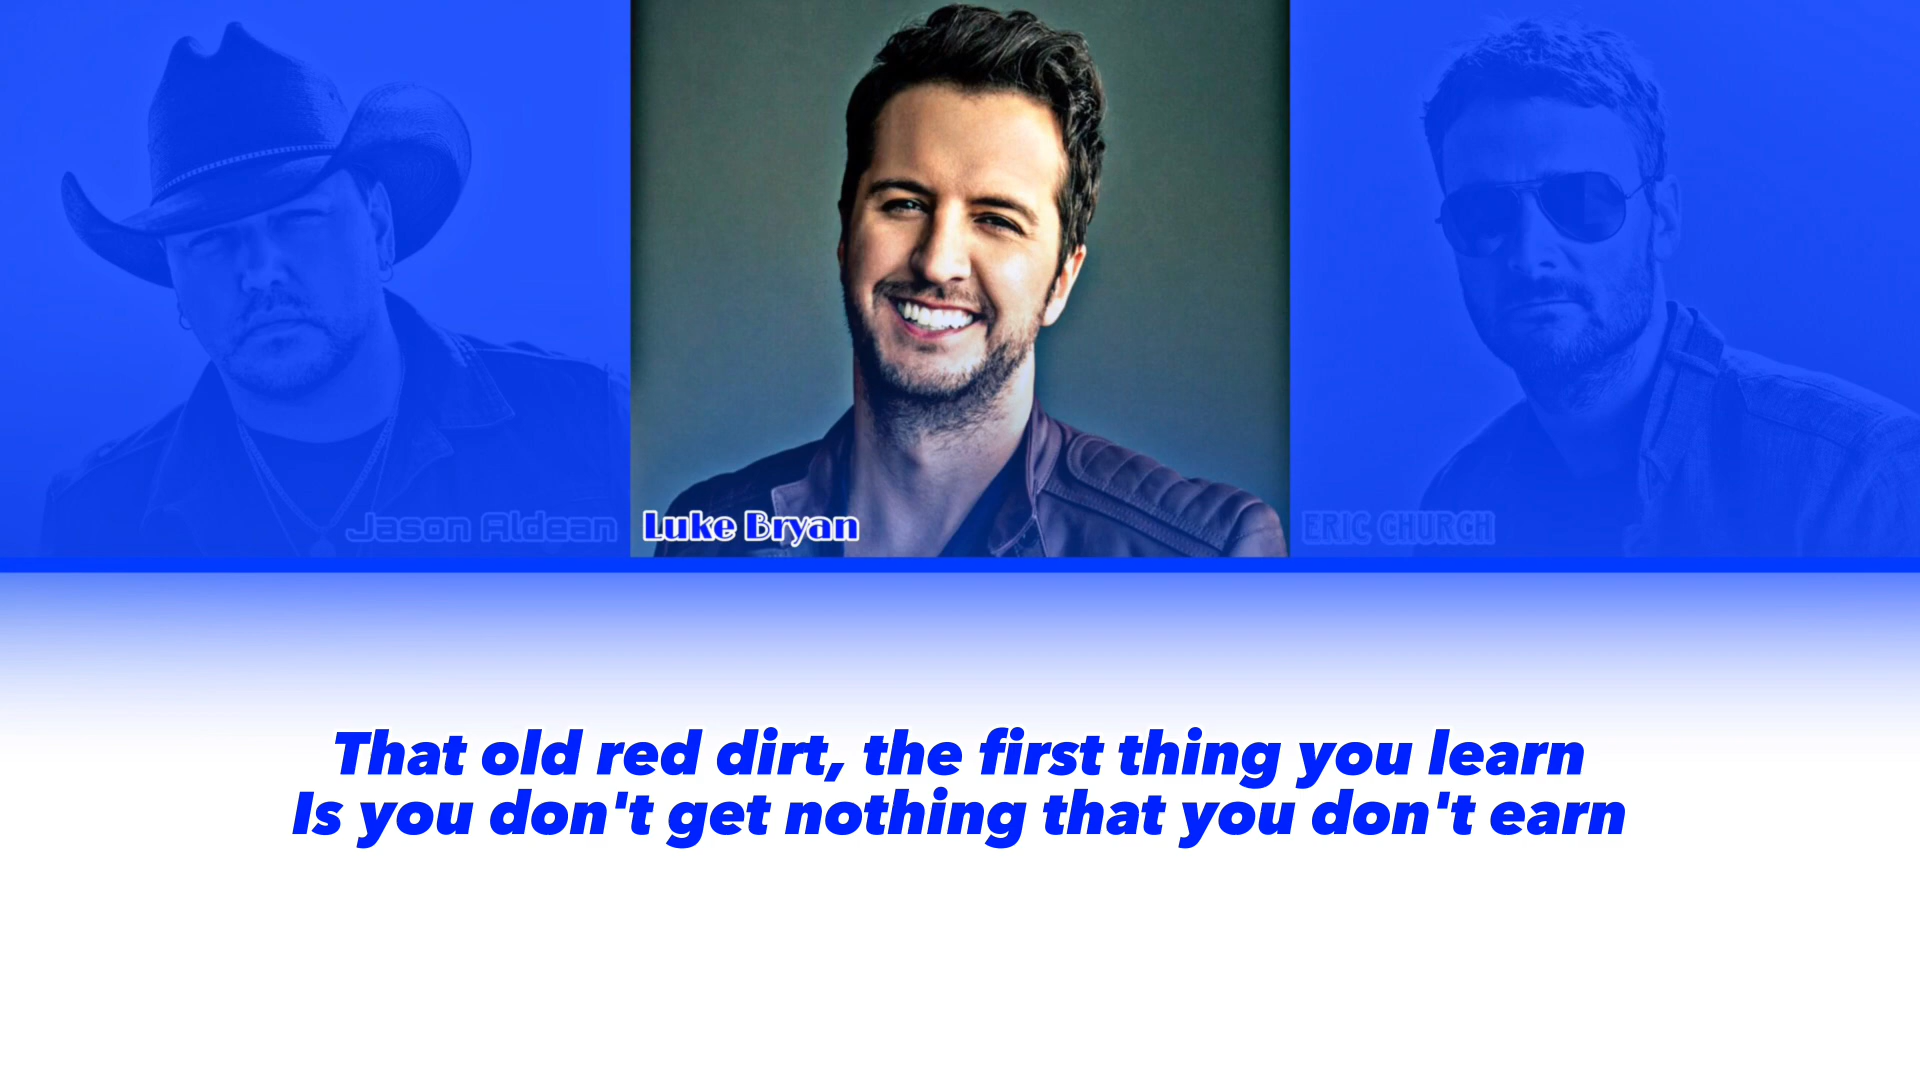 Jason Aldean
Luke Bryan
ERIC CHURCH
That old red dirt, the first thing you learn
Is you don't get nothing that you don't earn